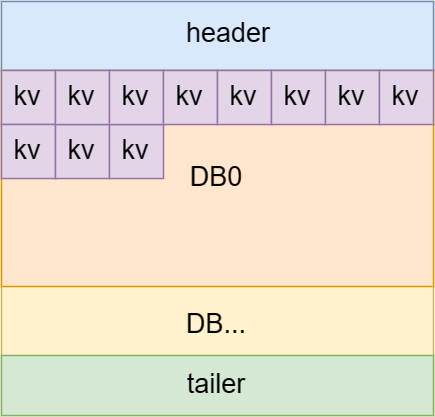 header
kv kv kv kv kv kv kv kv
kv kv kv
DB0
DB...
tailer